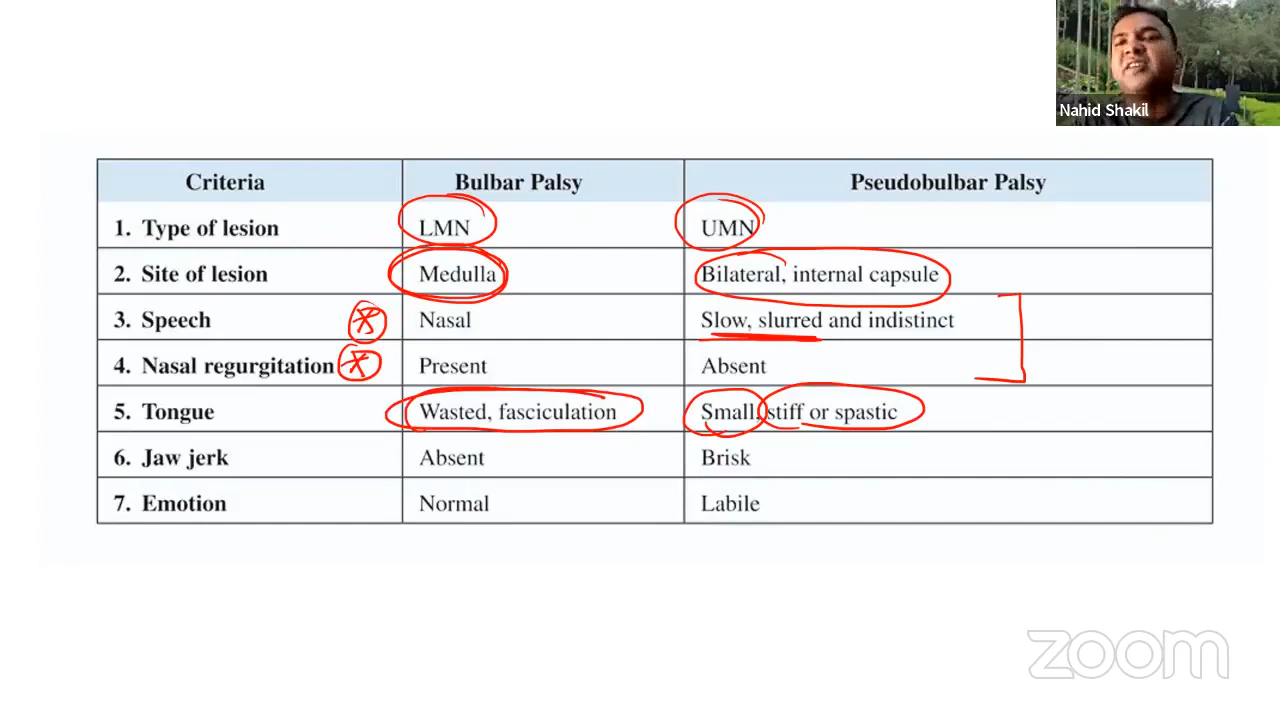 Nahid Shakil
Criteria Bulbar Palsy Pseudobulbar Palsy
1. Type of lesion LMN UMN
2. Site of lesion Medulla Bilateral, internal capsule
3. Speech Nasal Slow, slurred and indistinct
4. Nasal regurgitation Present Absent
5. Tongue Wasted, fasciculation Small, stiff or spastic
6. Jaw jerk Absent Brisk
7. Emotion Normal Labile
zoom